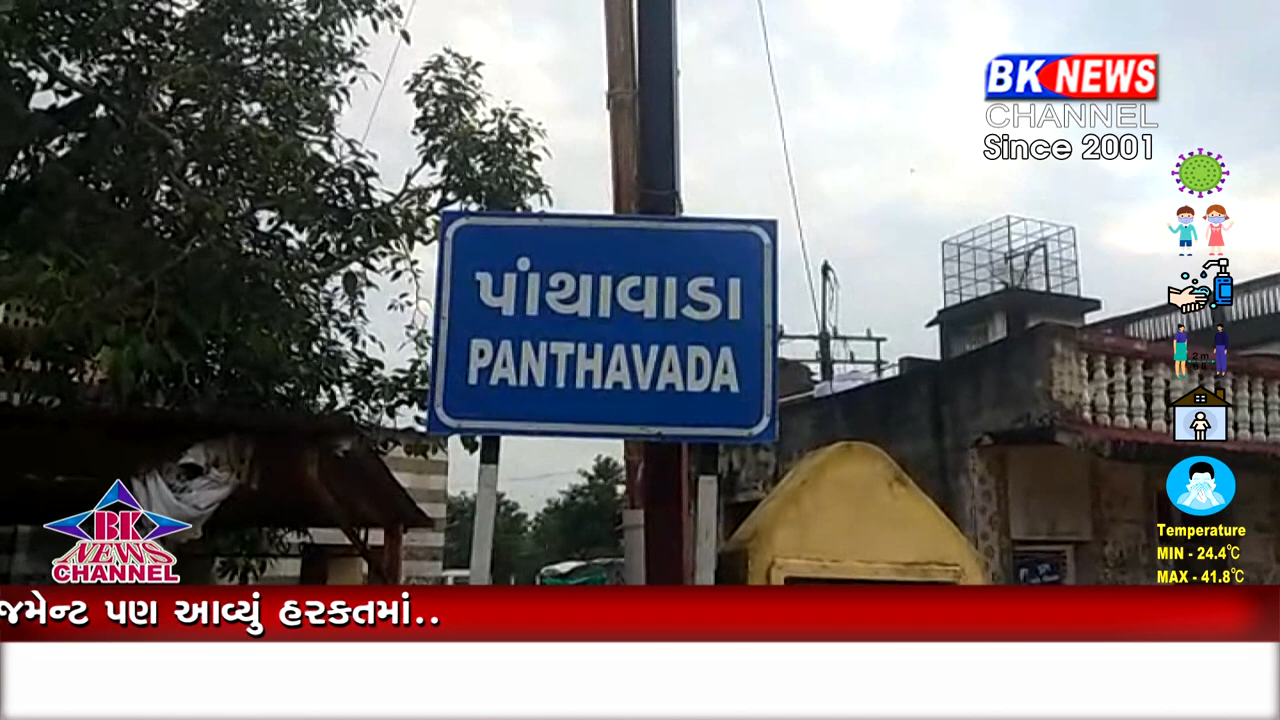 BK NEWS
CHANNEL
Since 2001
પાંથાવાડા
PANTHAVADA
2 m
BK
NEWS
CHANNEL
Temperature
MIN - 24.4°C
MAX - 41.8°C
જમેન્ટ પણ આવ્યું હરકતમાં..